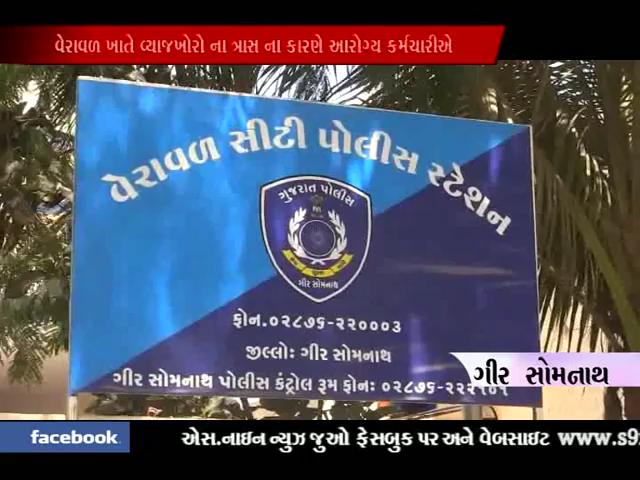 વેરાવળ ખાતે વ્યાજખોરો ના ત્રાસ ના કારણે આરોગ્ય કર્મચારીએ
વેરાવળ સીટી પોલીસ સ્ટેશન
ગુજરાત પોલીસ
ગીર સોમનાથ
ફોન.૦૨૮૭૬-૨૨૦૦૦૩
જીલ્લો: ગીર સોમનાથ
ગીર સોમનાથ
ગીર સોમનાથ પોલીસ કંટ્રોલ રૂમ ફોન:
facebook
એસ.નાઇન ન્યુઝ જુઓ ફેસબુક પર અને વેબસાઇટ www.s9